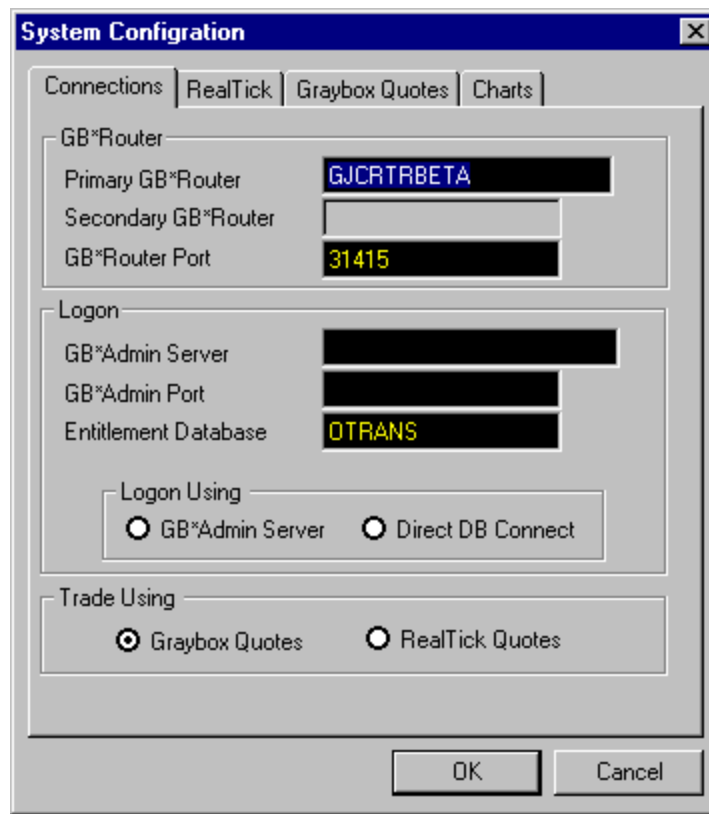 System Configration
Connections RealTick Graybox Quotes Charts
GB*Router
Primary GB*Router GJCRTRBETA
Secondary GB*Router
GB*Router Port 31415
Logon
GB*Admin Server
GB*Admin Port
Entitlement Database OTRANS
Logon Using
GB*Admin Server Direct DB Connect
Trade Using
Graybox Quotes RealTick Quotes
OK Cancel